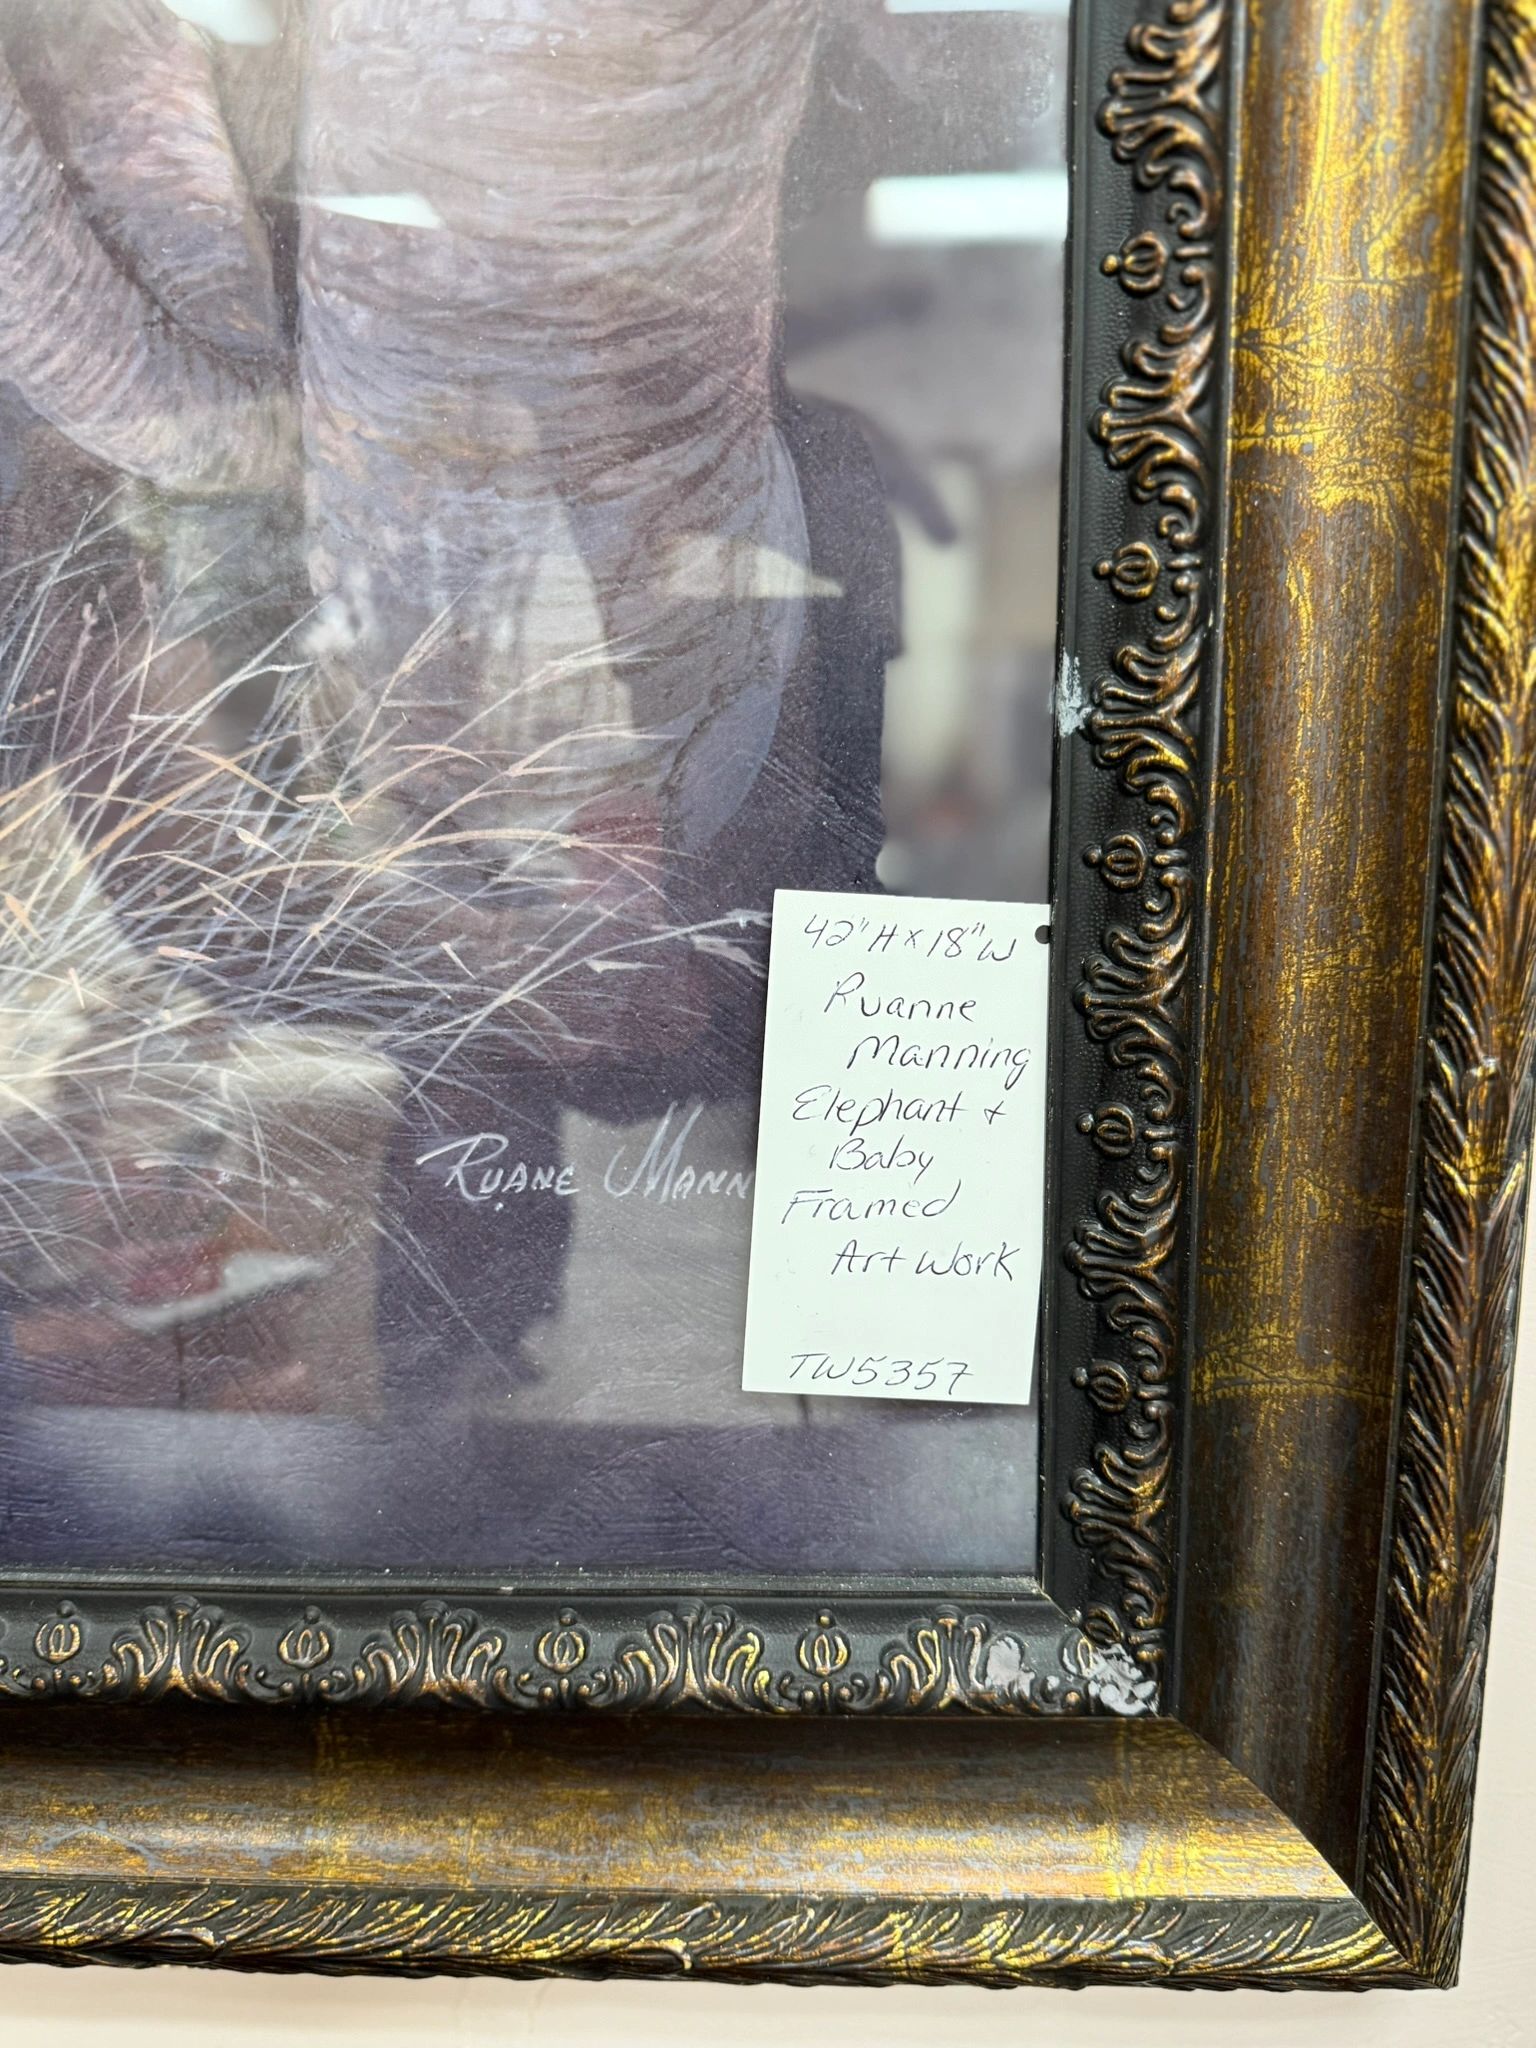 42"H x 18"W
Ruanne
Manning
Elephant +
Baby
Framed
Art Work
TW5357
Ruane Mann